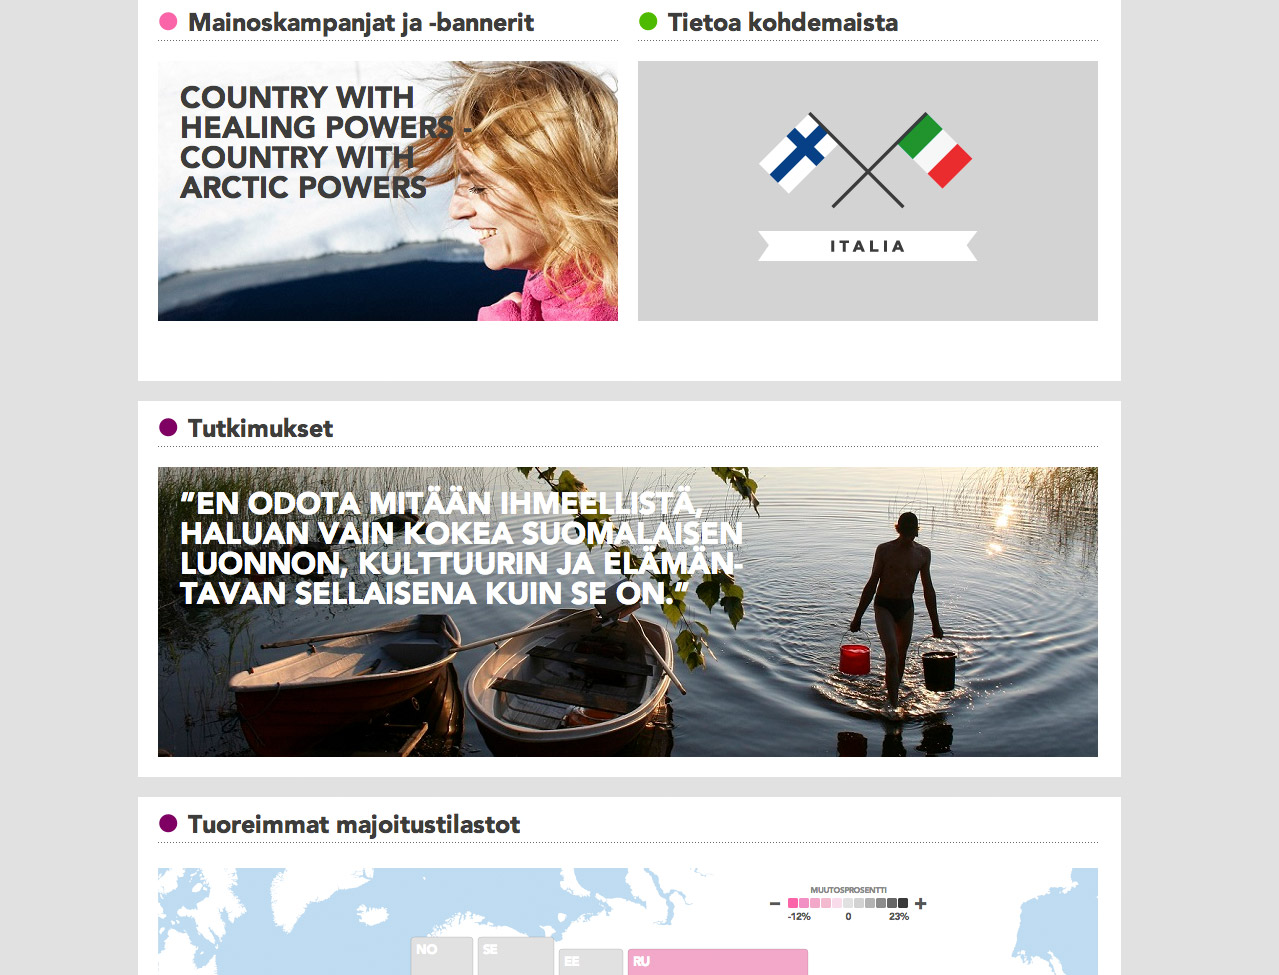 Mainoskampanjat ja -bannerit
Tietoa kohdemaista
COUNTRY WITH
HEALING POWERS -
COUNTRY WITH
ARCTIC POWERS
ITALIA
Tutkimukset
”EN ODOTA MITÄÄN IHMEELLISTÄ,
HALUAN VAIN KOKEA SUOMALAISEN
LUONNON, KULTTUURIN JA ELÄMÄN-
TAVAN SELLAISENA KUIN SE ON.”
Tuoreimmat majoitustilastot
MUUTOSPROSENTTI
− +
-12% 0 23%
NO SE EE RU